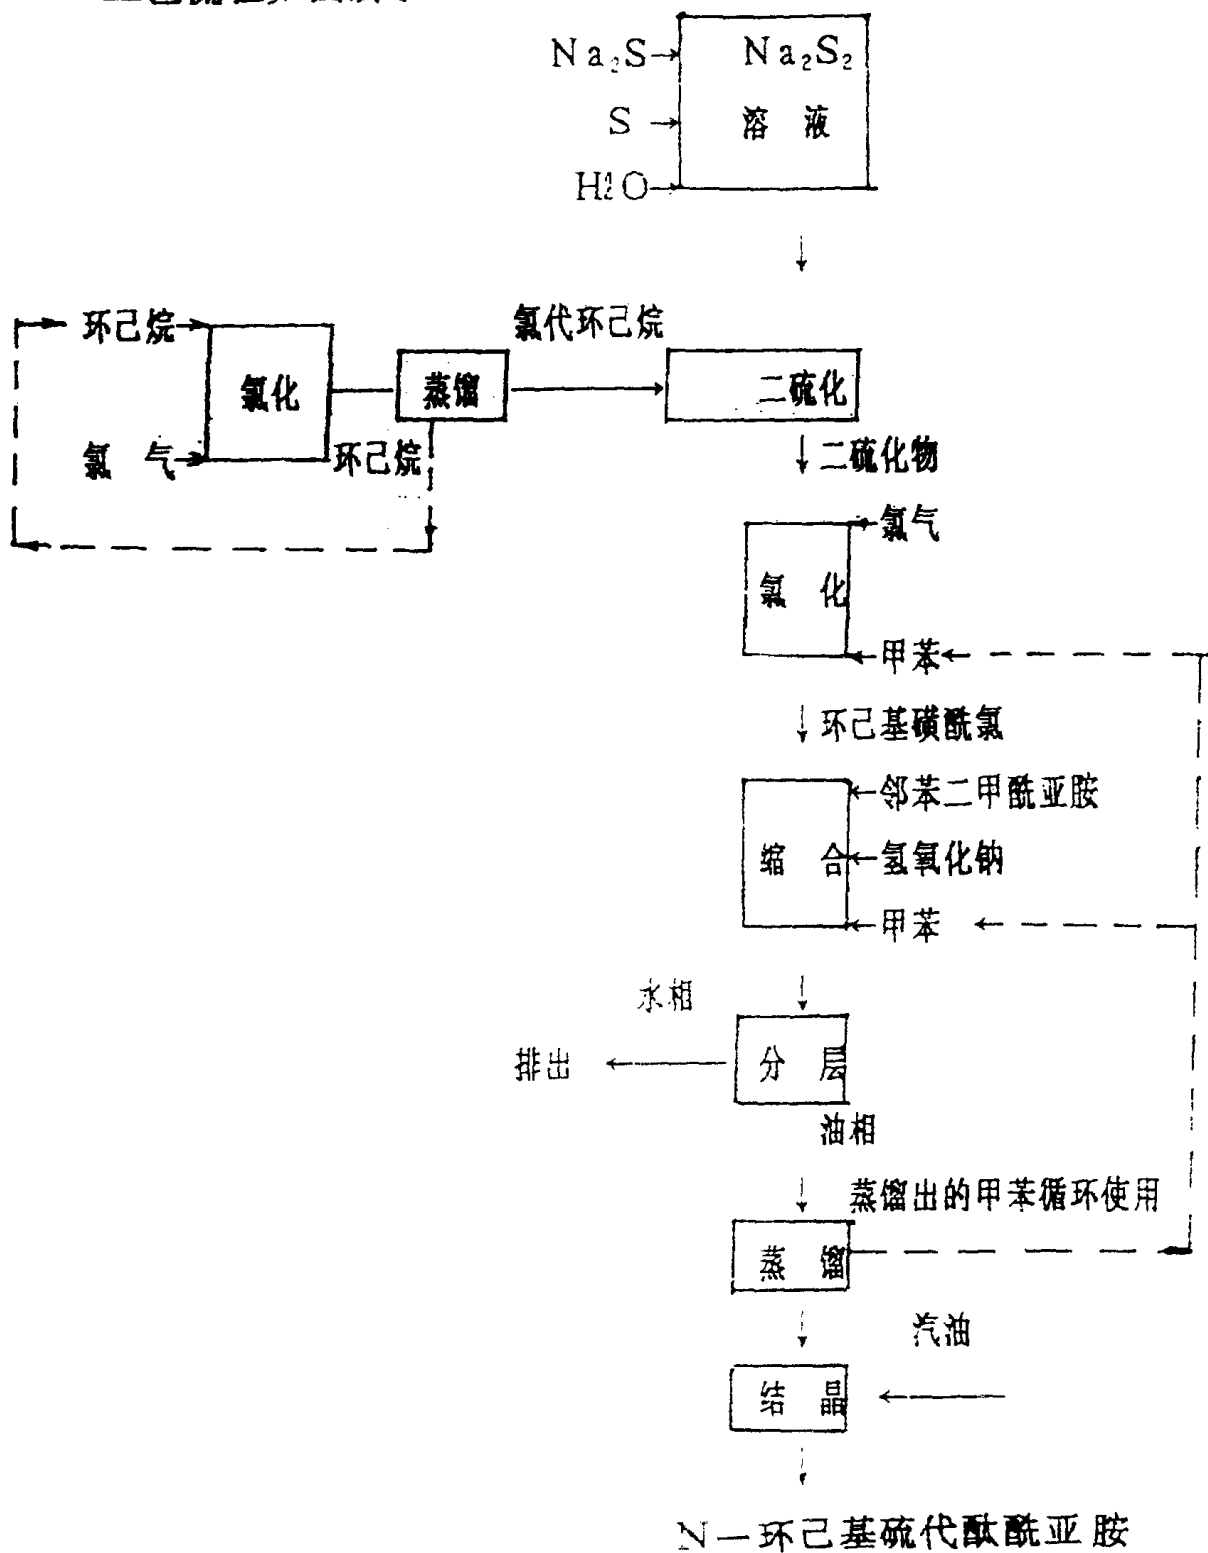 Na₂S
Na₂S₂
S
溶液
H₂O
氯代环己烷
环己烷
氯化
蒸馏
二硫化
氯气
环己烷
二硫化物
氯气
氯化
甲苯
环己基磺酰氯
邻苯二甲酰亚胺
缩合
氢氧化钠
甲苯
水相
排出
分层
油相
蒸馏出的甲苯循环使用
蒸馏
汽油
结晶
N—环己基硫代酞酰亚胺